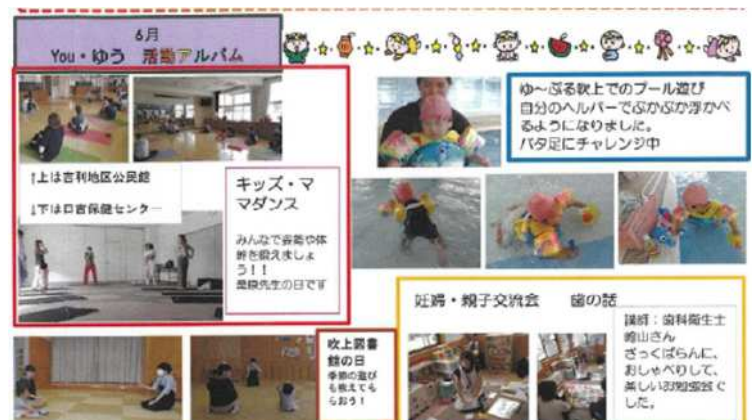 6月
You・ゆう 活動アルバム
↑上は吉利地区公民館
↓下は日吉保健センター
キッズ・マ
マダンス
みんなで姿勢や体
幹を鍛えましょ
う！！
先生の日です
ゆ～ぷる吹上でのプール遊び
自分のヘルパーでぷかぷか浮かべ
るようになりました。
バタ足にチャレンジ中
吹上図書
館の日
季節の遊び
も教えても
らおう！
妊婦・親子交流会 歯の話
講師：歯科衛生士
山さん
ざっくばらんに、
おしゃべりして、
楽しいお勉強会で
した。